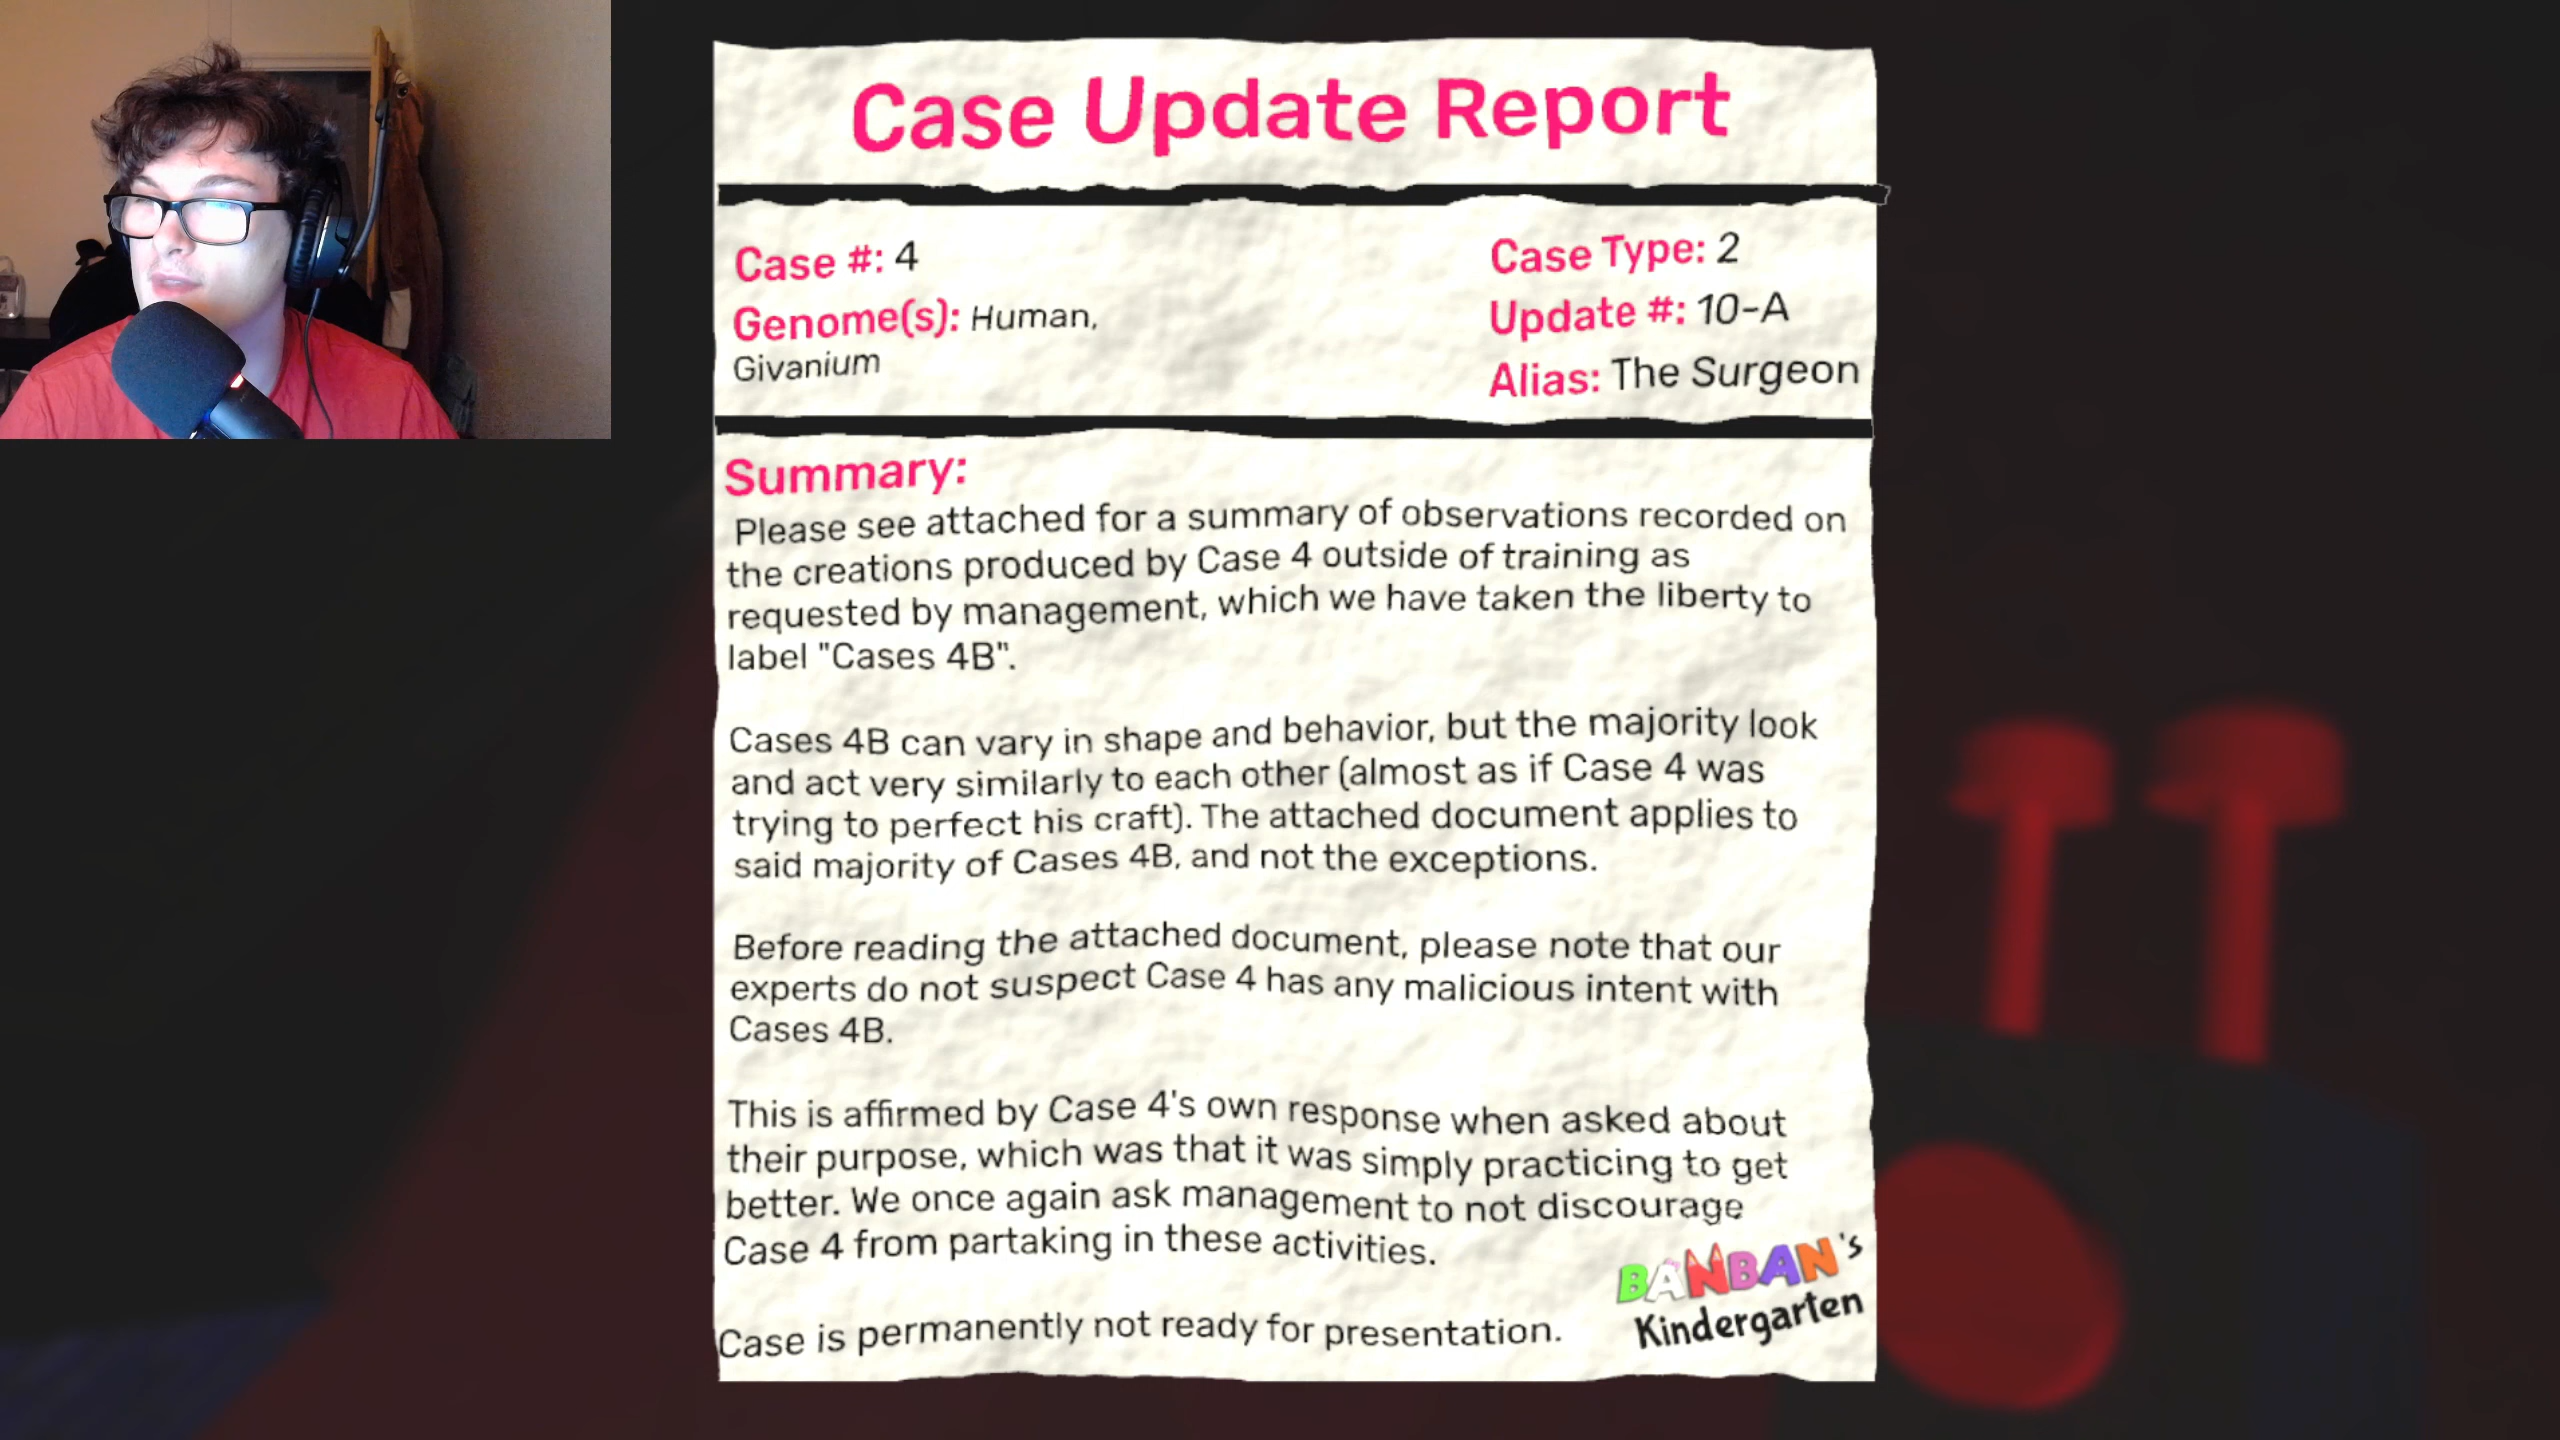 Case Update Report
Case #: 4
Genome(s): Human,
Givanium
Case Type: 2
Update #: 10-A
Alias: The Surgeon
Summary:
Please see attached for a summary of observations recorded on
the creations produced by Case 4 outside of training as
requested by management, which we have taken the liberty to
label "Cases 4B".
Cases 4B can vary in shape and behavior, but the majority look
and act very similarly to each other (almost as if Case 4 was
trying to perfect his craft). The attached document applies to
said majority of Cases 4B, and not the exceptions.
Before reading the attached document, please note that our
experts do not suspect Case 4 has any malicious intent with
Cases 4B.
This is affirmed by Case 4's own response when asked about
their purpose, which was that it was simply practicing to get
better. We once again ask management to not discourage
Case 4 from partaking in these activities.
Case is permanently not ready for presentation.
BANBAN's
Kindergarten